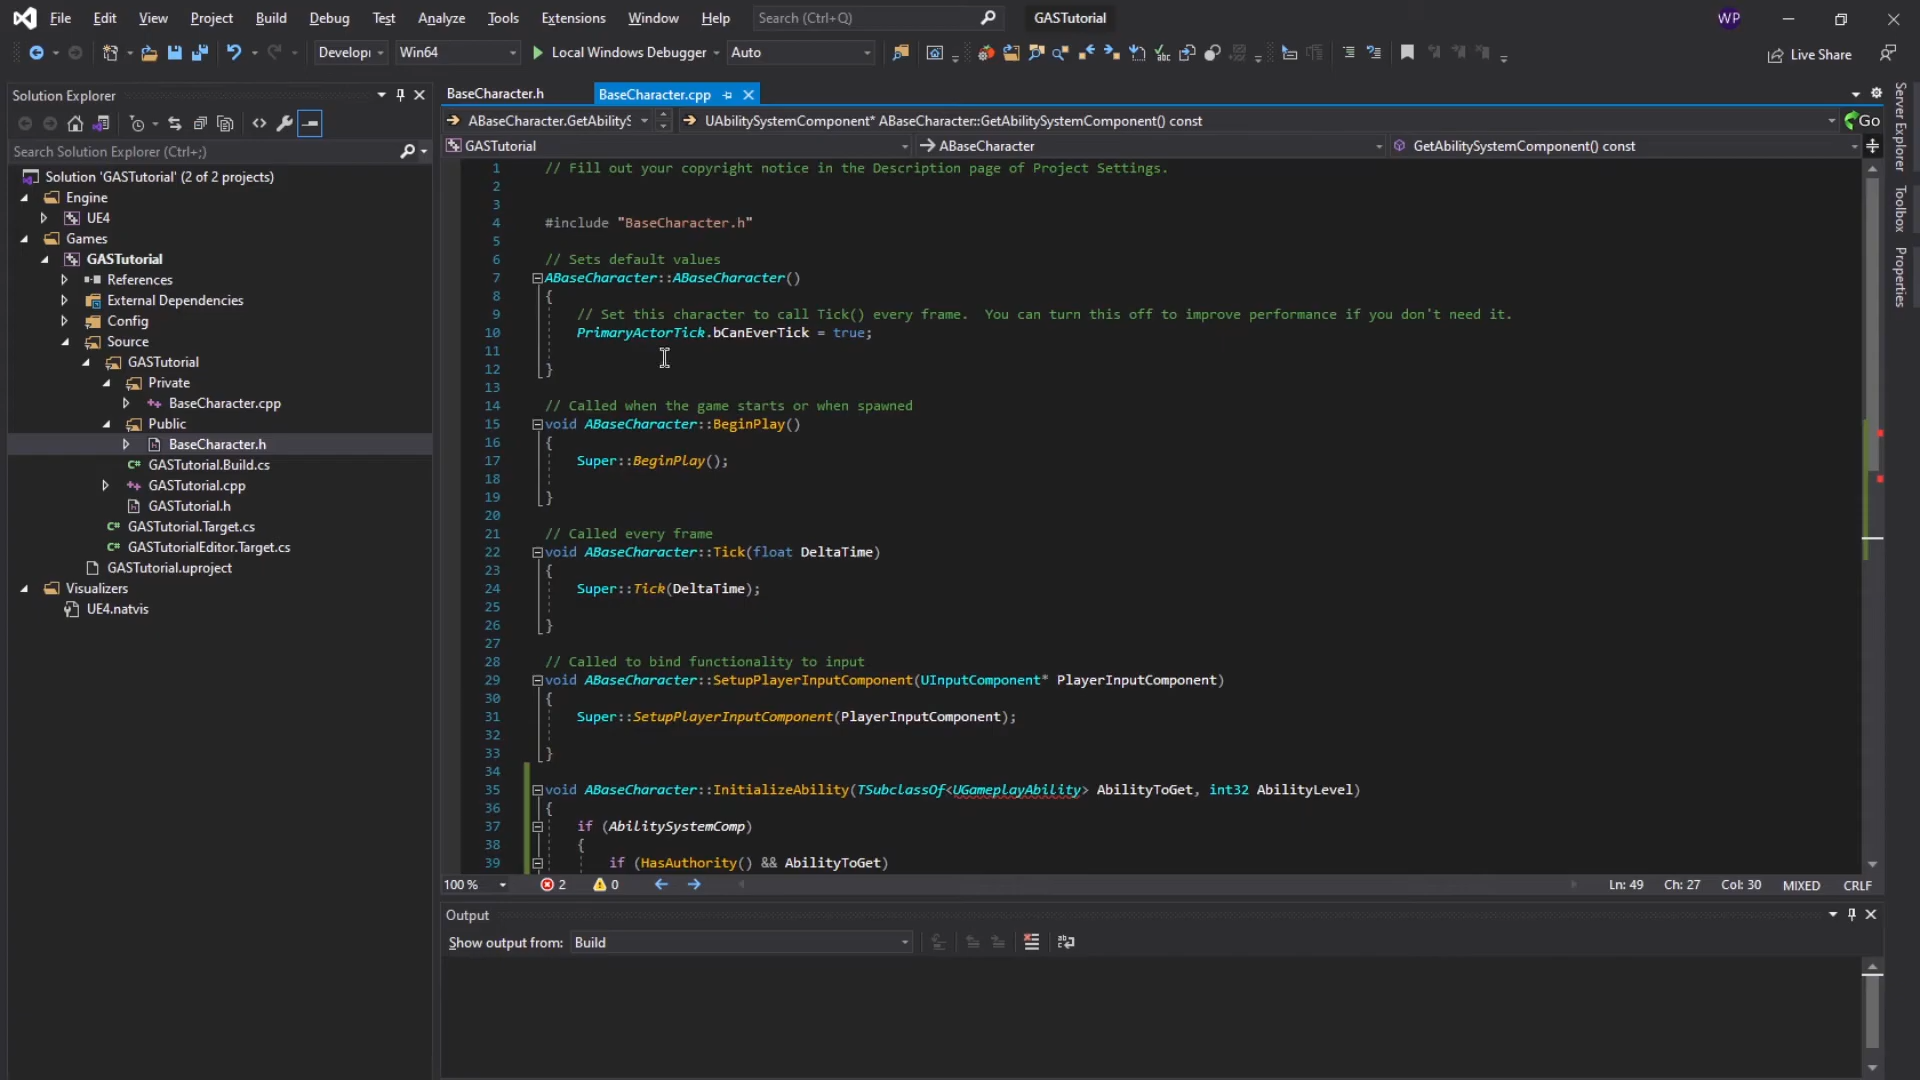 File Edit View Project Build Debug Test Analyze Tools Extensions Window Help Search (Ctrl+Q) GASTutorial WP
Develop Win64 Local Windows Debugger Auto Live Share
Solution Explorer
Search Solution Explorer (Ctrl+;)
Solution 'GASTutorial' (2 of 2 projects)
Engine
UE4
Games
GASTutorial
References
External Dependencies
Config
Source
GASTutorial
Private
BaseCharacter.cpp
Public
BaseCharacter.h
GASTutorial.Build.cs
GASTutorial.cpp
GASTutorial.h
GASTutorial.Target.cs
GASTutorialEditor.Target.cs
GASTutorial.uproject
Visualizers
UE4.natvis
BaseCharacter.h BaseCharacter.cpp
ABaseCharacter.GetAbilityS UAbilitySystemComponent* ABaseCharacter::GetAbilitySystemComponent() const Go
GASTutorial ABaseCharacter GetAbilitySystemComponent() const
1 // Fill out your copyright notice in the Description page of Project Settings.
2
3
4 #include "BaseCharacter.h"
5
6 // Sets default values
7 ABaseCharacter::ABaseCharacter()
8 {
9 // Set this character to call Tick() every frame.  You can turn this off to improve performance if you don't need it.
10 PrimaryActorTick.bCanEverTick = true;
11
12 }
13
14 // Called when the game starts or when spawned
15 void ABaseCharacter::BeginPlay()
16 {
17 Super::BeginPlay();
18
19 }
20
21 // Called every frame
22 void ABaseCharacter::Tick(float DeltaTime)
23 {
24 Super::Tick(DeltaTime);
25
26 }
27
28 // Called to bind functionality to input
29 void ABaseCharacter::SetupPlayerInputComponent(UInputComponent* PlayerInputComponent)
30 {
31 Super::SetupPlayerInputComponent(PlayerInputComponent);
32
33 }
34
35 void ABaseCharacter::InitializeAbility(TSubclassOf<UGameplayAbility> AbilityToGet, int32 AbilityLevel)
36 {
37 if (AbilitySystemComp)
38 {
39 if (HasAuthority() && AbilityToGet)
100 % 2 0 Ln: 49 Ch: 27 Col: 30 MIXED CRLF
Output
Show output from: Build
Server Explorer
Toolbox
Properties